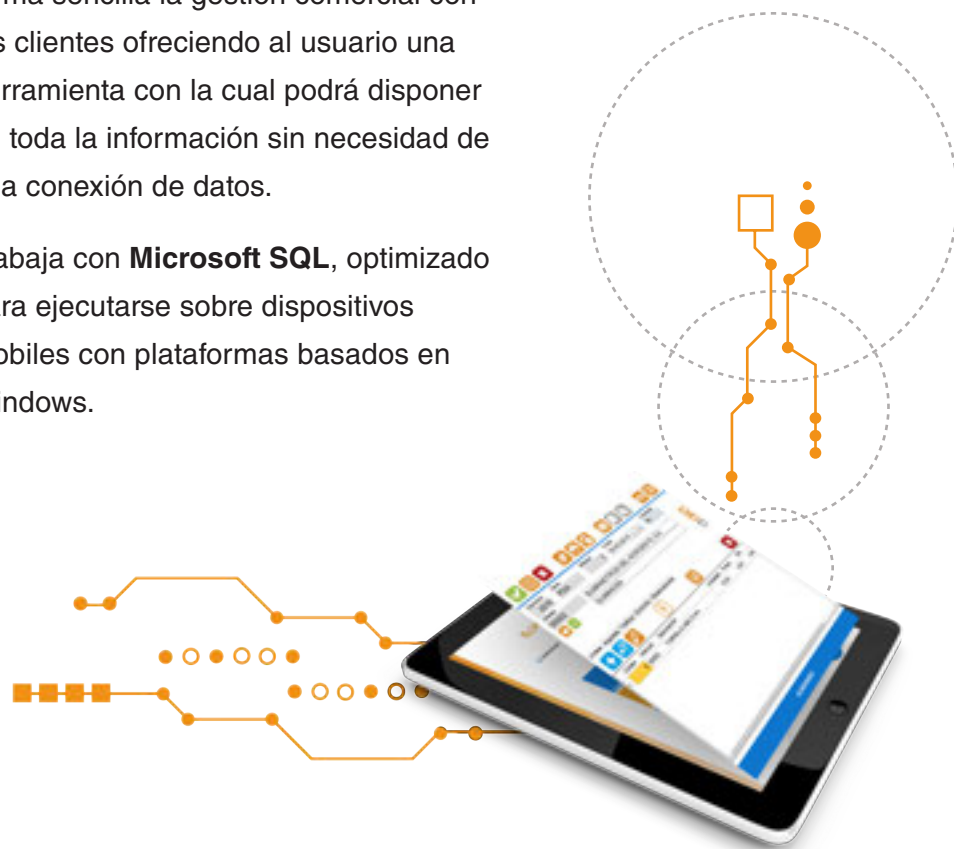 ma sencilla la gestión comercial con
s clientes ofreciendo al usuario una
rramienta con la cual podrá disponer
toda la información sin necesidad de
a conexión de datos.
abaja con Microsoft SQL, optimizado
ra ejecutarse sobre dispositivos
obiles con plataformas basados en
indows.